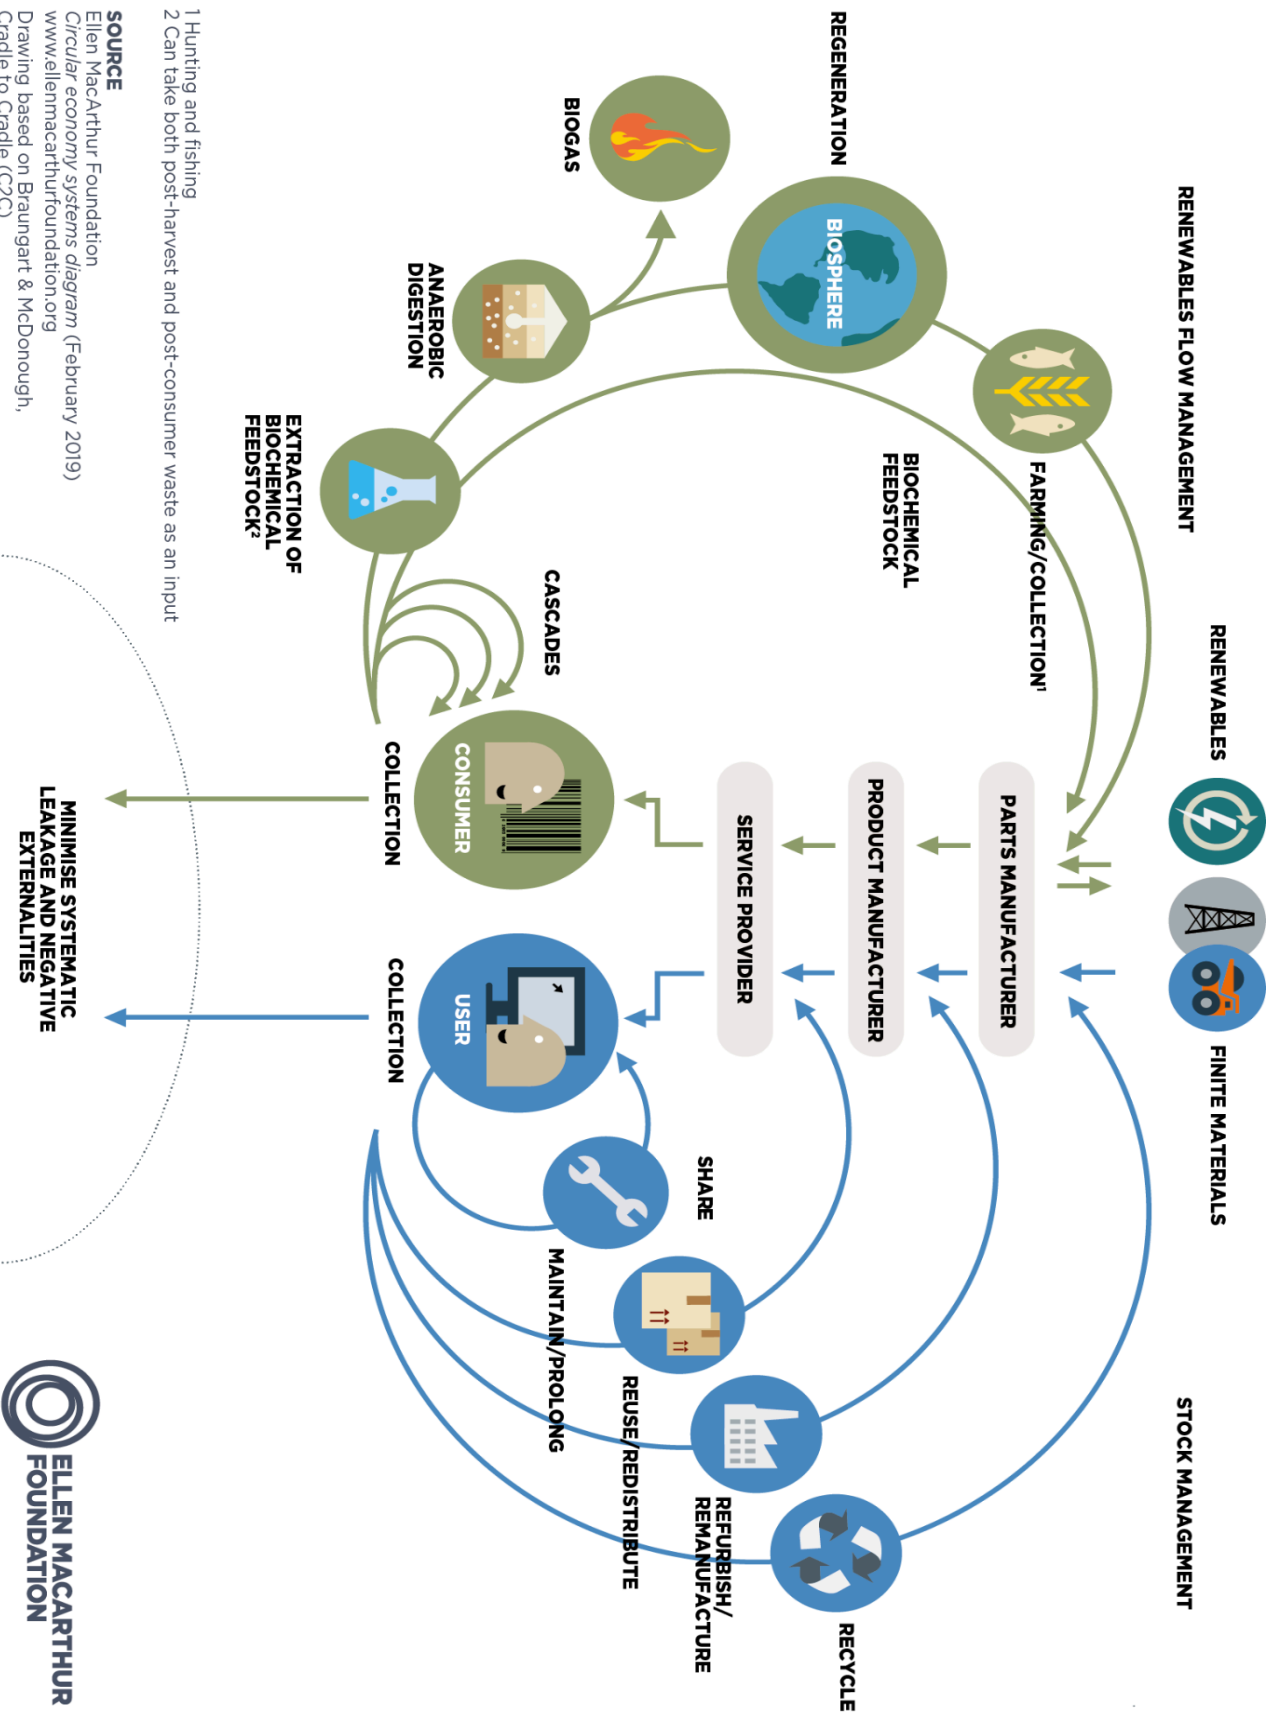 RENEWABLES
FINITE MATERIALS
RENEWABLES FLOW MANAGEMENT
STOCK MANAGEMENT
REGENERATION
BIOSPHERE
FARMING/COLLECTION¹
BIOCHEMICAL
FEEDSTOCK
PARTS MANUFACTURER
PRODUCT MANUFACTURER
SERVICE PROVIDER
RECYCLE
REFURBISH/
REMANUFACTURE
REUSE/REDISTRIBUTE
SHARE
MAINTAIN/PROLONG
BIOGAS
CASCADES
ANAEROBIC
DIGESTION
CONSUMER
USER
COLLECTION
COLLECTION
EXTRACTION OF
BIOCHEMICAL
FEEDSTOCK²
MINIMISE SYSTEMATIC
LEAKAGE AND NEGATIVE
EXTERNALITIES
1 Hunting and fishing
2 Can take both post-harvest and post-consumer waste as an input
SOURCE
Ellen MacArthur Foundation
Circular economy systems diagram (February 2019)
www.ellenmacarthurfoundation.org
Drawing based on Braungart & McDonough,
Cradle to Cradle (C2C)
ELLEN MACARTHUR
FOUNDATION